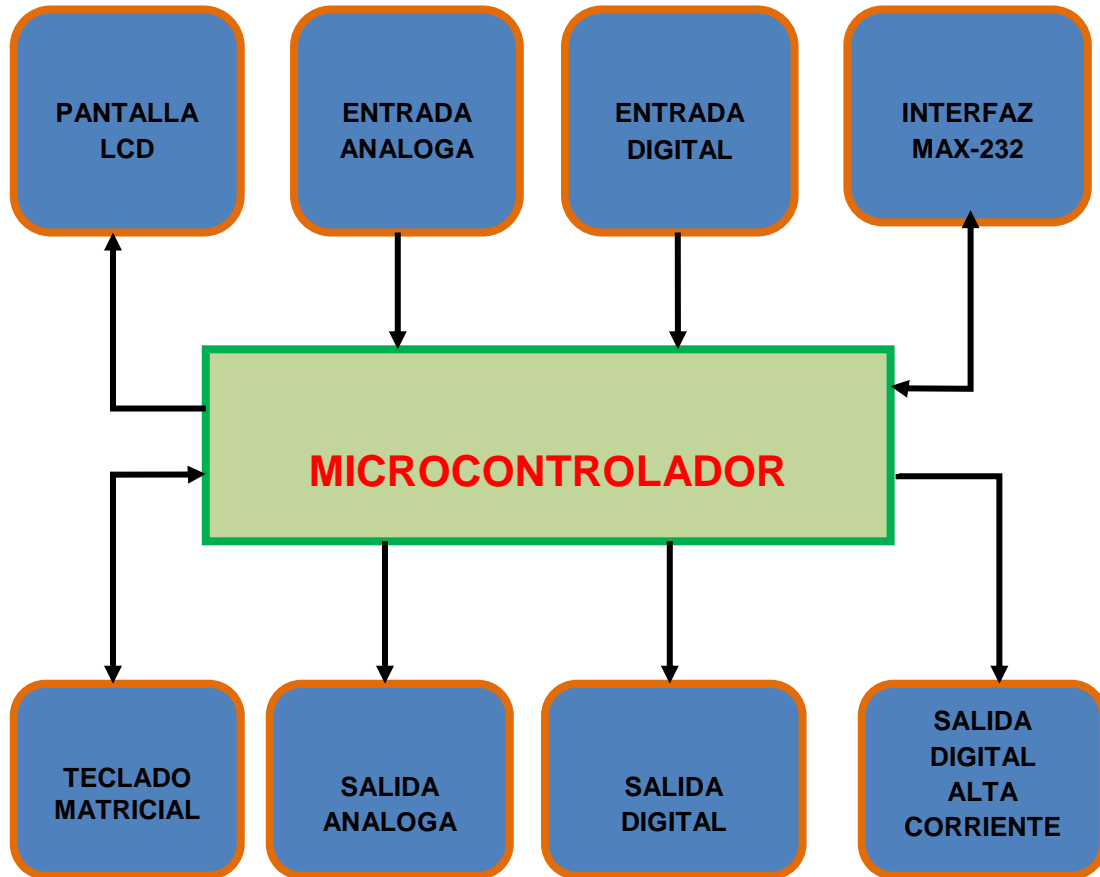 PANTALLA
LCD
ENTRADA
ANALOGA
ENTRADA
DIGITAL
INTERFAZ
MAX-232
MICROCONTROLADOR
TECLADO
MATRICIAL
SALIDA
ANALOGA
SALIDA
DIGITAL
SALIDA
DIGITAL
ALTA
CORRIENTE